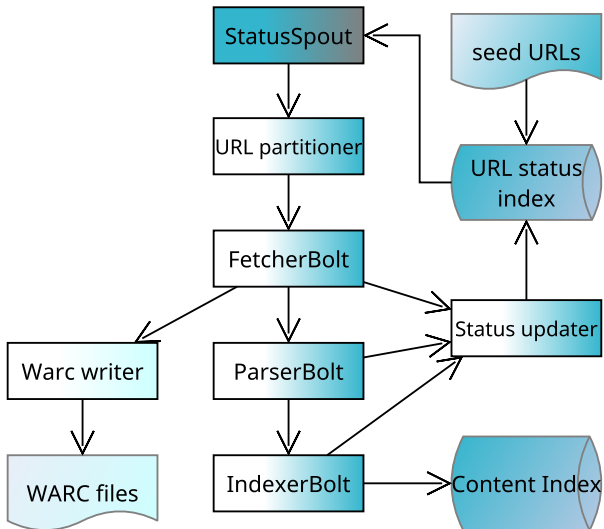 StatusSpout
seed URLs
URL partitioner
URL status
index
FetcherBolt
Status updater
Warc writer
ParserBolt
WARC files
IndexerBolt
Content Index